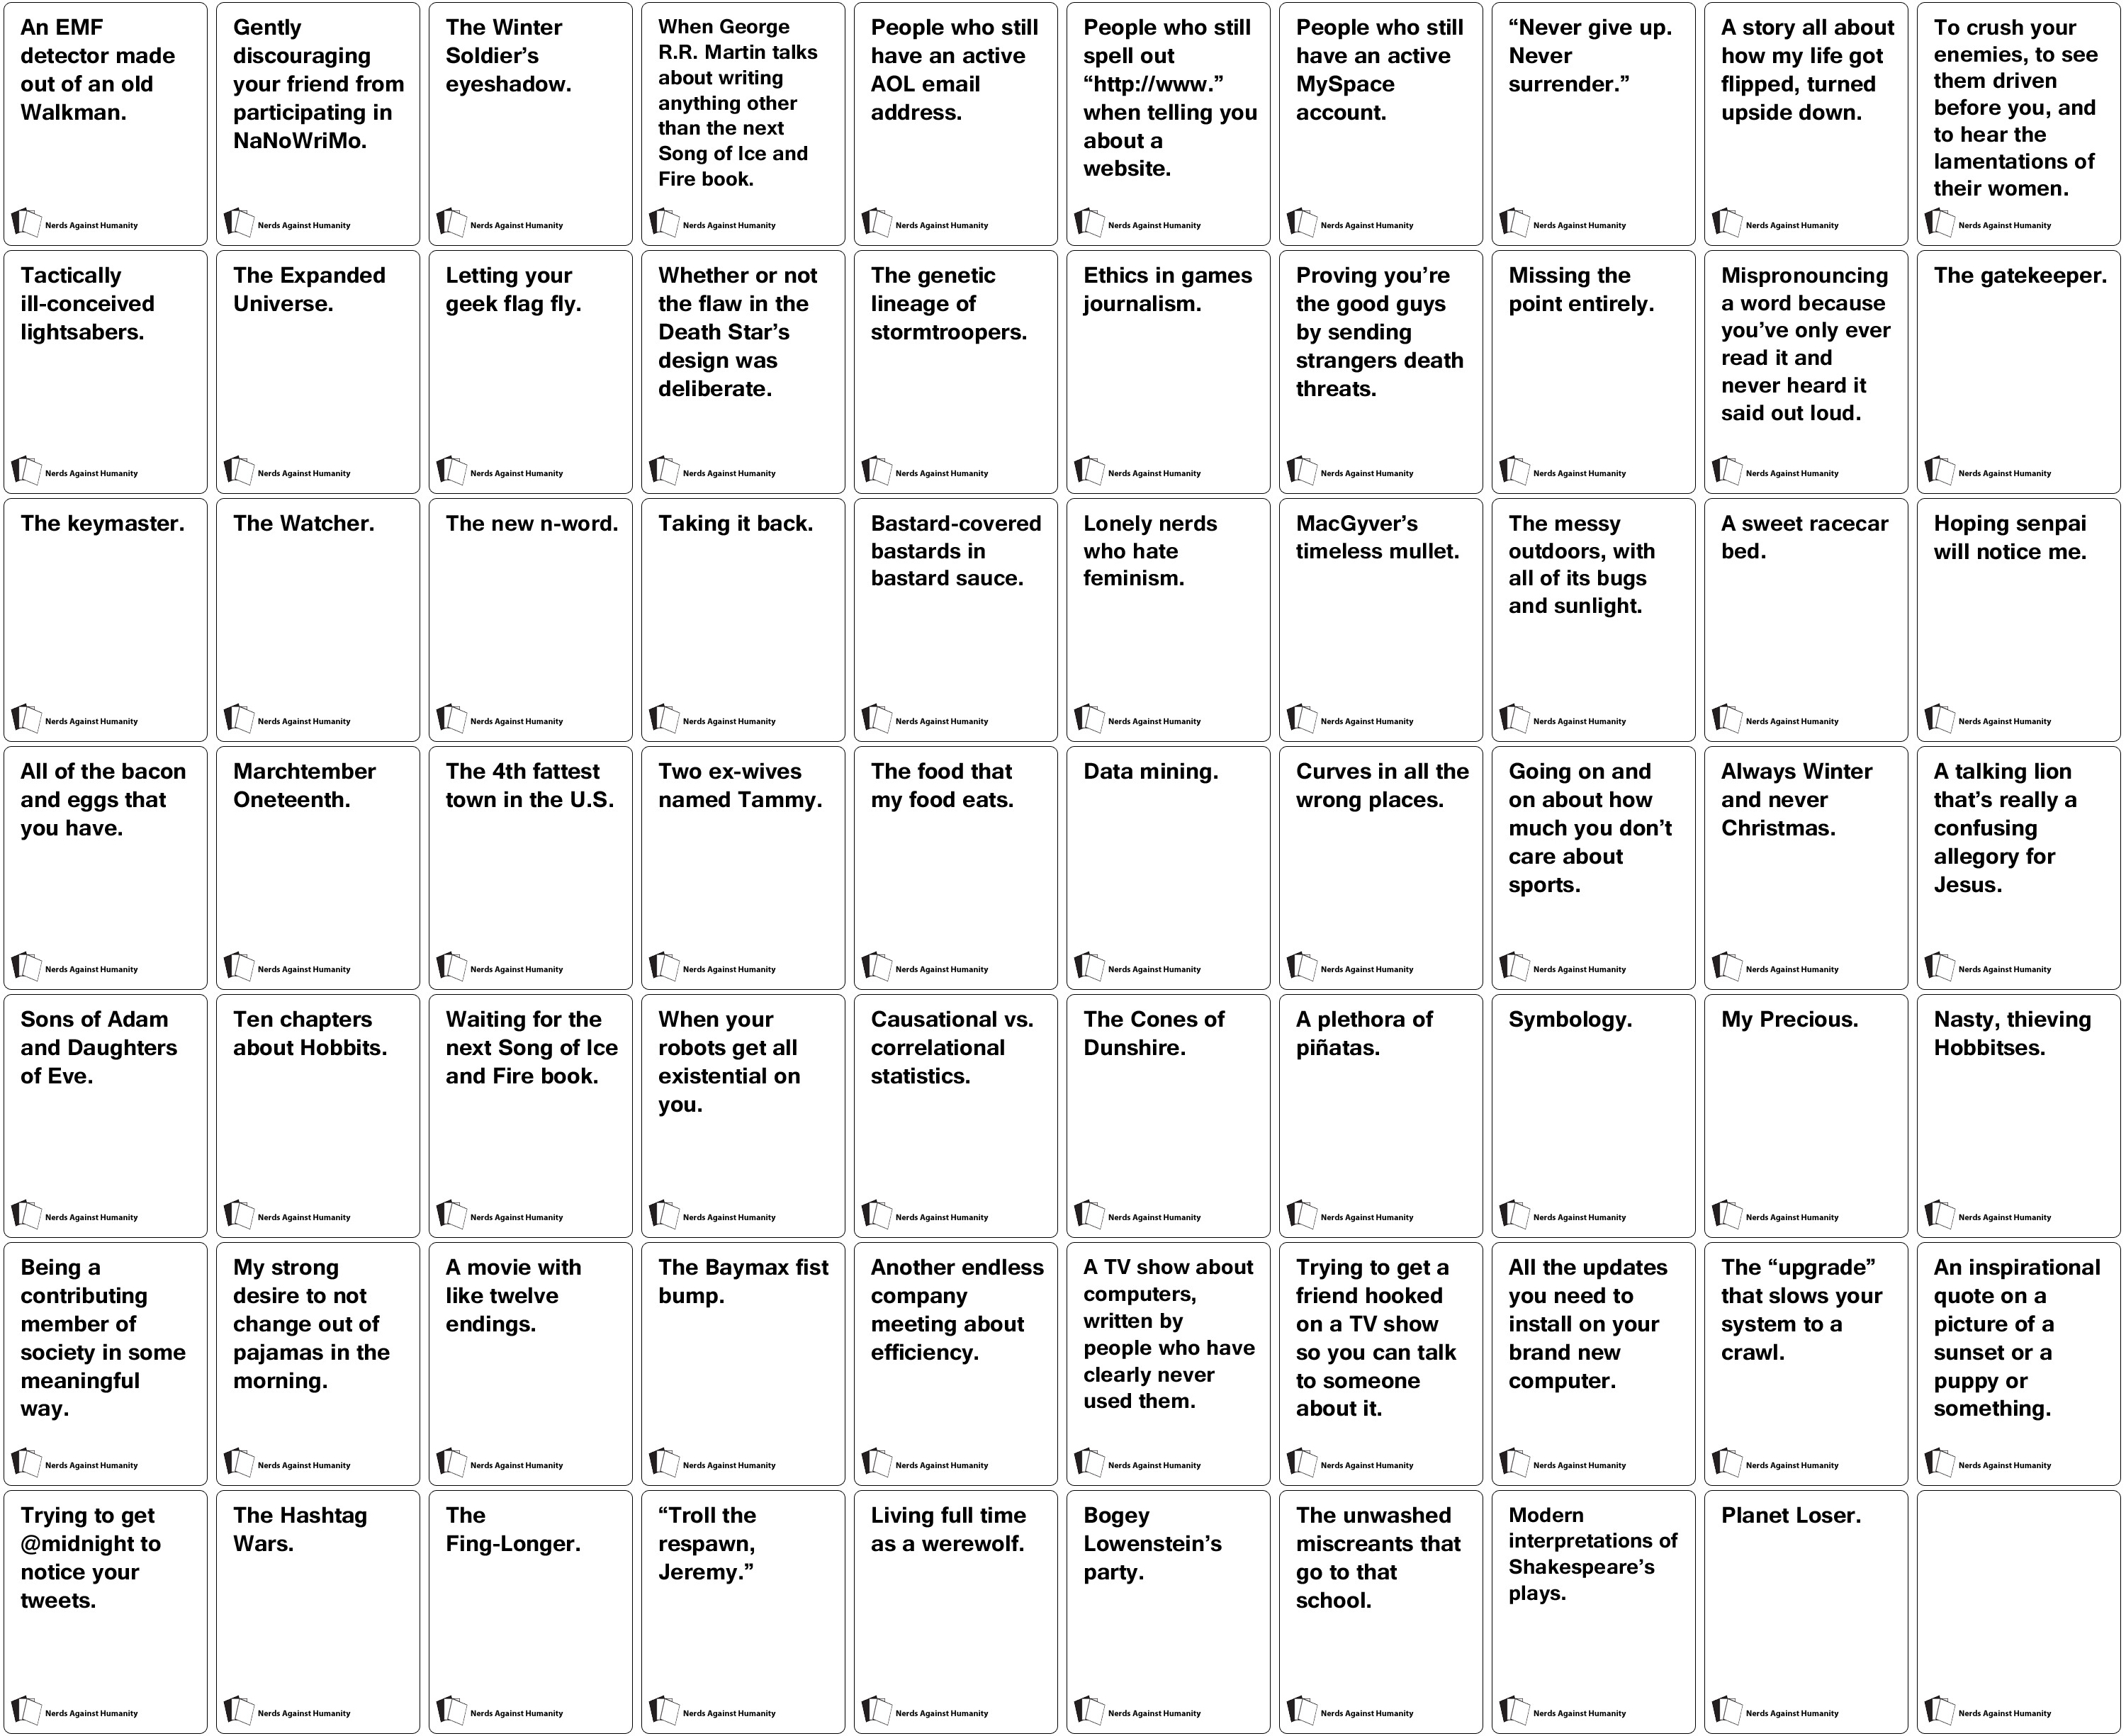 An EMF
detector made
out of an old
Walkman.
Nerds Against Humanity
Gently
discouraging
your friend from
participating in
NaNoWriMo.
Nerds Against Humanity
The Winter
Soldier’s
eyeshadow.
Nerds Against Humanity
When George
R.R. Martin talks
about writing
anything other
than the next
Song of Ice and
Fire book.
Nerds Against Humanity
People who still
have an active
AOL email
address.
Nerds Against Humanity
People who still
spell out
“http://www.”
when telling you
about a
website.
Nerds Against Humanity
People who still
have an active
MySpace
account.
Nerds Against Humanity
“Never give up.
Never
surrender.”
Nerds Against Humanity
A story all about
how my life got
flipped, turned
upside down.
Nerds Against Humanity
To crush your
enemies, to see
them driven
before you, and
to hear the
lamentations of
their women.
Nerds Against Humanity
Tactically
ill-conceived
lightsabers.
Nerds Against Humanity
The Expanded
Universe.
Nerds Against Humanity
Letting your
geek flag fly.
Nerds Against Humanity
Whether or not
the flaw in the
Death Star’s
design was
deliberate.
Nerds Against Humanity
The genetic
lineage of
stormtroopers.
Nerds Against Humanity
Ethics in games
journalism.
Nerds Against Humanity
Proving you’re
the good guys
by sending
strangers death
threats.
Nerds Against Humanity
Missing the
point entirely.
Nerds Against Humanity
Mispronouncing
a word because
you’ve only ever
read it and
never heard it
said out loud.
Nerds Against Humanity
The gatekeeper.
Nerds Against Humanity
The keymaster.
Nerds Against Humanity
The Watcher.
Nerds Against Humanity
The new n-word.
Nerds Against Humanity
Taking it back.
Nerds Against Humanity
Bastard-covered
bastards in
bastard sauce.
Nerds Against Humanity
Lonely nerds
who hate
feminism.
Nerds Against Humanity
MacGyver’s
timeless mullet.
Nerds Against Humanity
The messy
outdoors, with
all of its bugs
and sunlight.
Nerds Against Humanity
A sweet racecar
bed.
Nerds Against Humanity
Hoping senpai
will notice me.
Nerds Against Humanity
All of the bacon
and eggs that
you have.
Nerds Against Humanity
Marchtember
Oneteenth.
Nerds Against Humanity
The 4th fattest
town in the U.S.
Nerds Against Humanity
Two ex-wives
named Tammy.
Nerds Against Humanity
The food that
my food eats.
Nerds Against Humanity
Data mining.
Nerds Against Humanity
Curves in all the
wrong places.
Nerds Against Humanity
Going on and
on about how
much you don’t
care about
sports.
Nerds Against Humanity
Always Winter
and never
Christmas.
Nerds Against Humanity
A talking lion
that’s really a
confusing
allegory for
Jesus.
Nerds Against Humanity
Sons of Adam
and Daughters
of Eve.
Nerds Against Humanity
Ten chapters
about Hobbits.
Nerds Against Humanity
Waiting for the
next Song of Ice
and Fire book.
Nerds Against Humanity
When your
robots get all
existential on
you.
Nerds Against Humanity
Causational vs.
correlational
statistics.
Nerds Against Humanity
The Cones of
Dunshire.
Nerds Against Humanity
A plethora of
piñatas.
Nerds Against Humanity
Symbology.
Nerds Against Humanity
My Precious.
Nerds Against Humanity
Nasty, thieving
Hobbitses.
Nerds Against Humanity
Being a
contributing
member of
society in some
meaningful
way.
Nerds Against Humanity
My strong
desire to not
change out of
pajamas in the
morning.
Nerds Against Humanity
A movie with
like twelve
endings.
Nerds Against Humanity
The Baymax fist
bump.
Nerds Against Humanity
Another endless
company
meeting about
efficiency.
Nerds Against Humanity
A TV show about
computers,
written by
people who have
clearly never
used them.
Nerds Against Humanity
Trying to get a
friend hooked
on a TV show
so you can talk
to someone
about it.
Nerds Against Humanity
All the updates
you need to
install on your
brand new
computer.
Nerds Against Humanity
The “upgrade”
that slows your
system to a
crawl.
Nerds Against Humanity
An inspirational
quote on a
picture of a
sunset or a
puppy or
something.
Nerds Against Humanity
Trying to get
@midnight to
notice your
tweets.
Nerds Against Humanity
The Hashtag
Wars.
Nerds Against Humanity
The
Fing-Longer.
Nerds Against Humanity
“Troll the
respawn,
Jeremy.”
Nerds Against Humanity
Living full time
as a werewolf.
Nerds Against Humanity
Bogey
Lowenstein’s
party.
Nerds Against Humanity
The unwashed
miscreants that
go to that
school.
Nerds Against Humanity
Modern
interpretations of
Shakespeare’s
plays.
Nerds Against Humanity
Planet Loser.
Nerds Against Humanity
Nerds Against Humanity